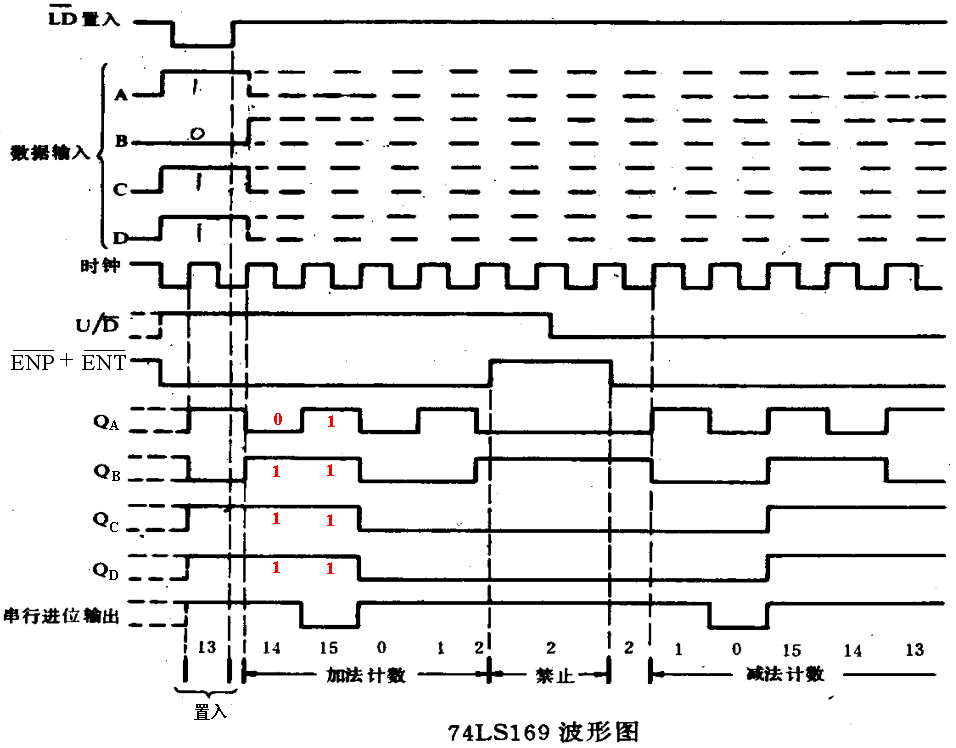 LD 置入
A 1
B 0
数据输入
C 1
D 1
时钟
U/D
ENP + ENT
QA 0 1
QB 1 1
QC 1 1
QD 1 1
串行进位输出
13 14 15 0 1 2 2 2 1 0 15 14 13
加法计数 禁止 减法计数
置入
74LS169 波形图